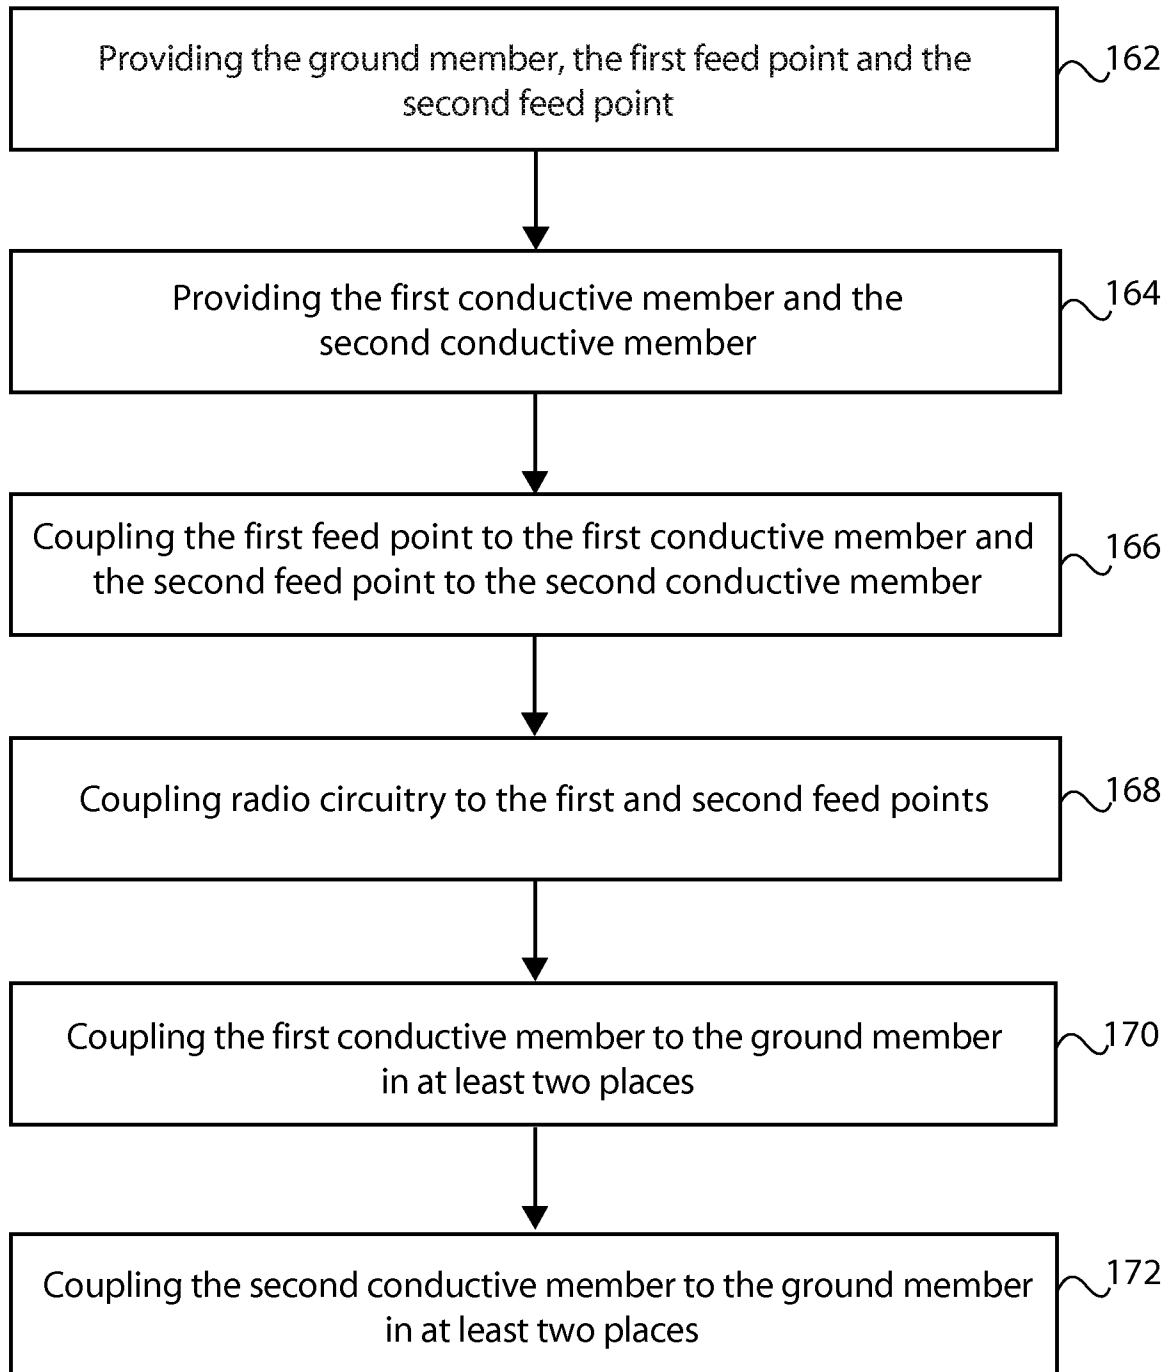 Providing the ground member, the first feed point and the
second feed point
162
Providing the first conductive member and the
second conductive member
164
Coupling the first feed point to the first conductive member and
the second feed point to the second conductive member
166
Coupling radio circuitry to the first and second feed points
168
Coupling the first conductive member to the ground member
in at least two places
170
Coupling the second conductive member to the ground member
in at least two places
172